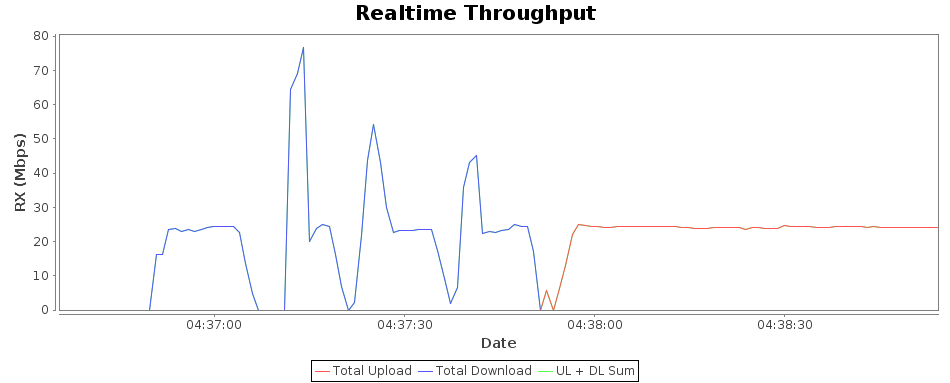 Realtime Throughput
RX (Mbps)
80
70
60
50
40
30
20
10
0
04:37:00 04:37:30 04:38:00 04:38:30
Date
Total Upload Total Download UL + DL Sum